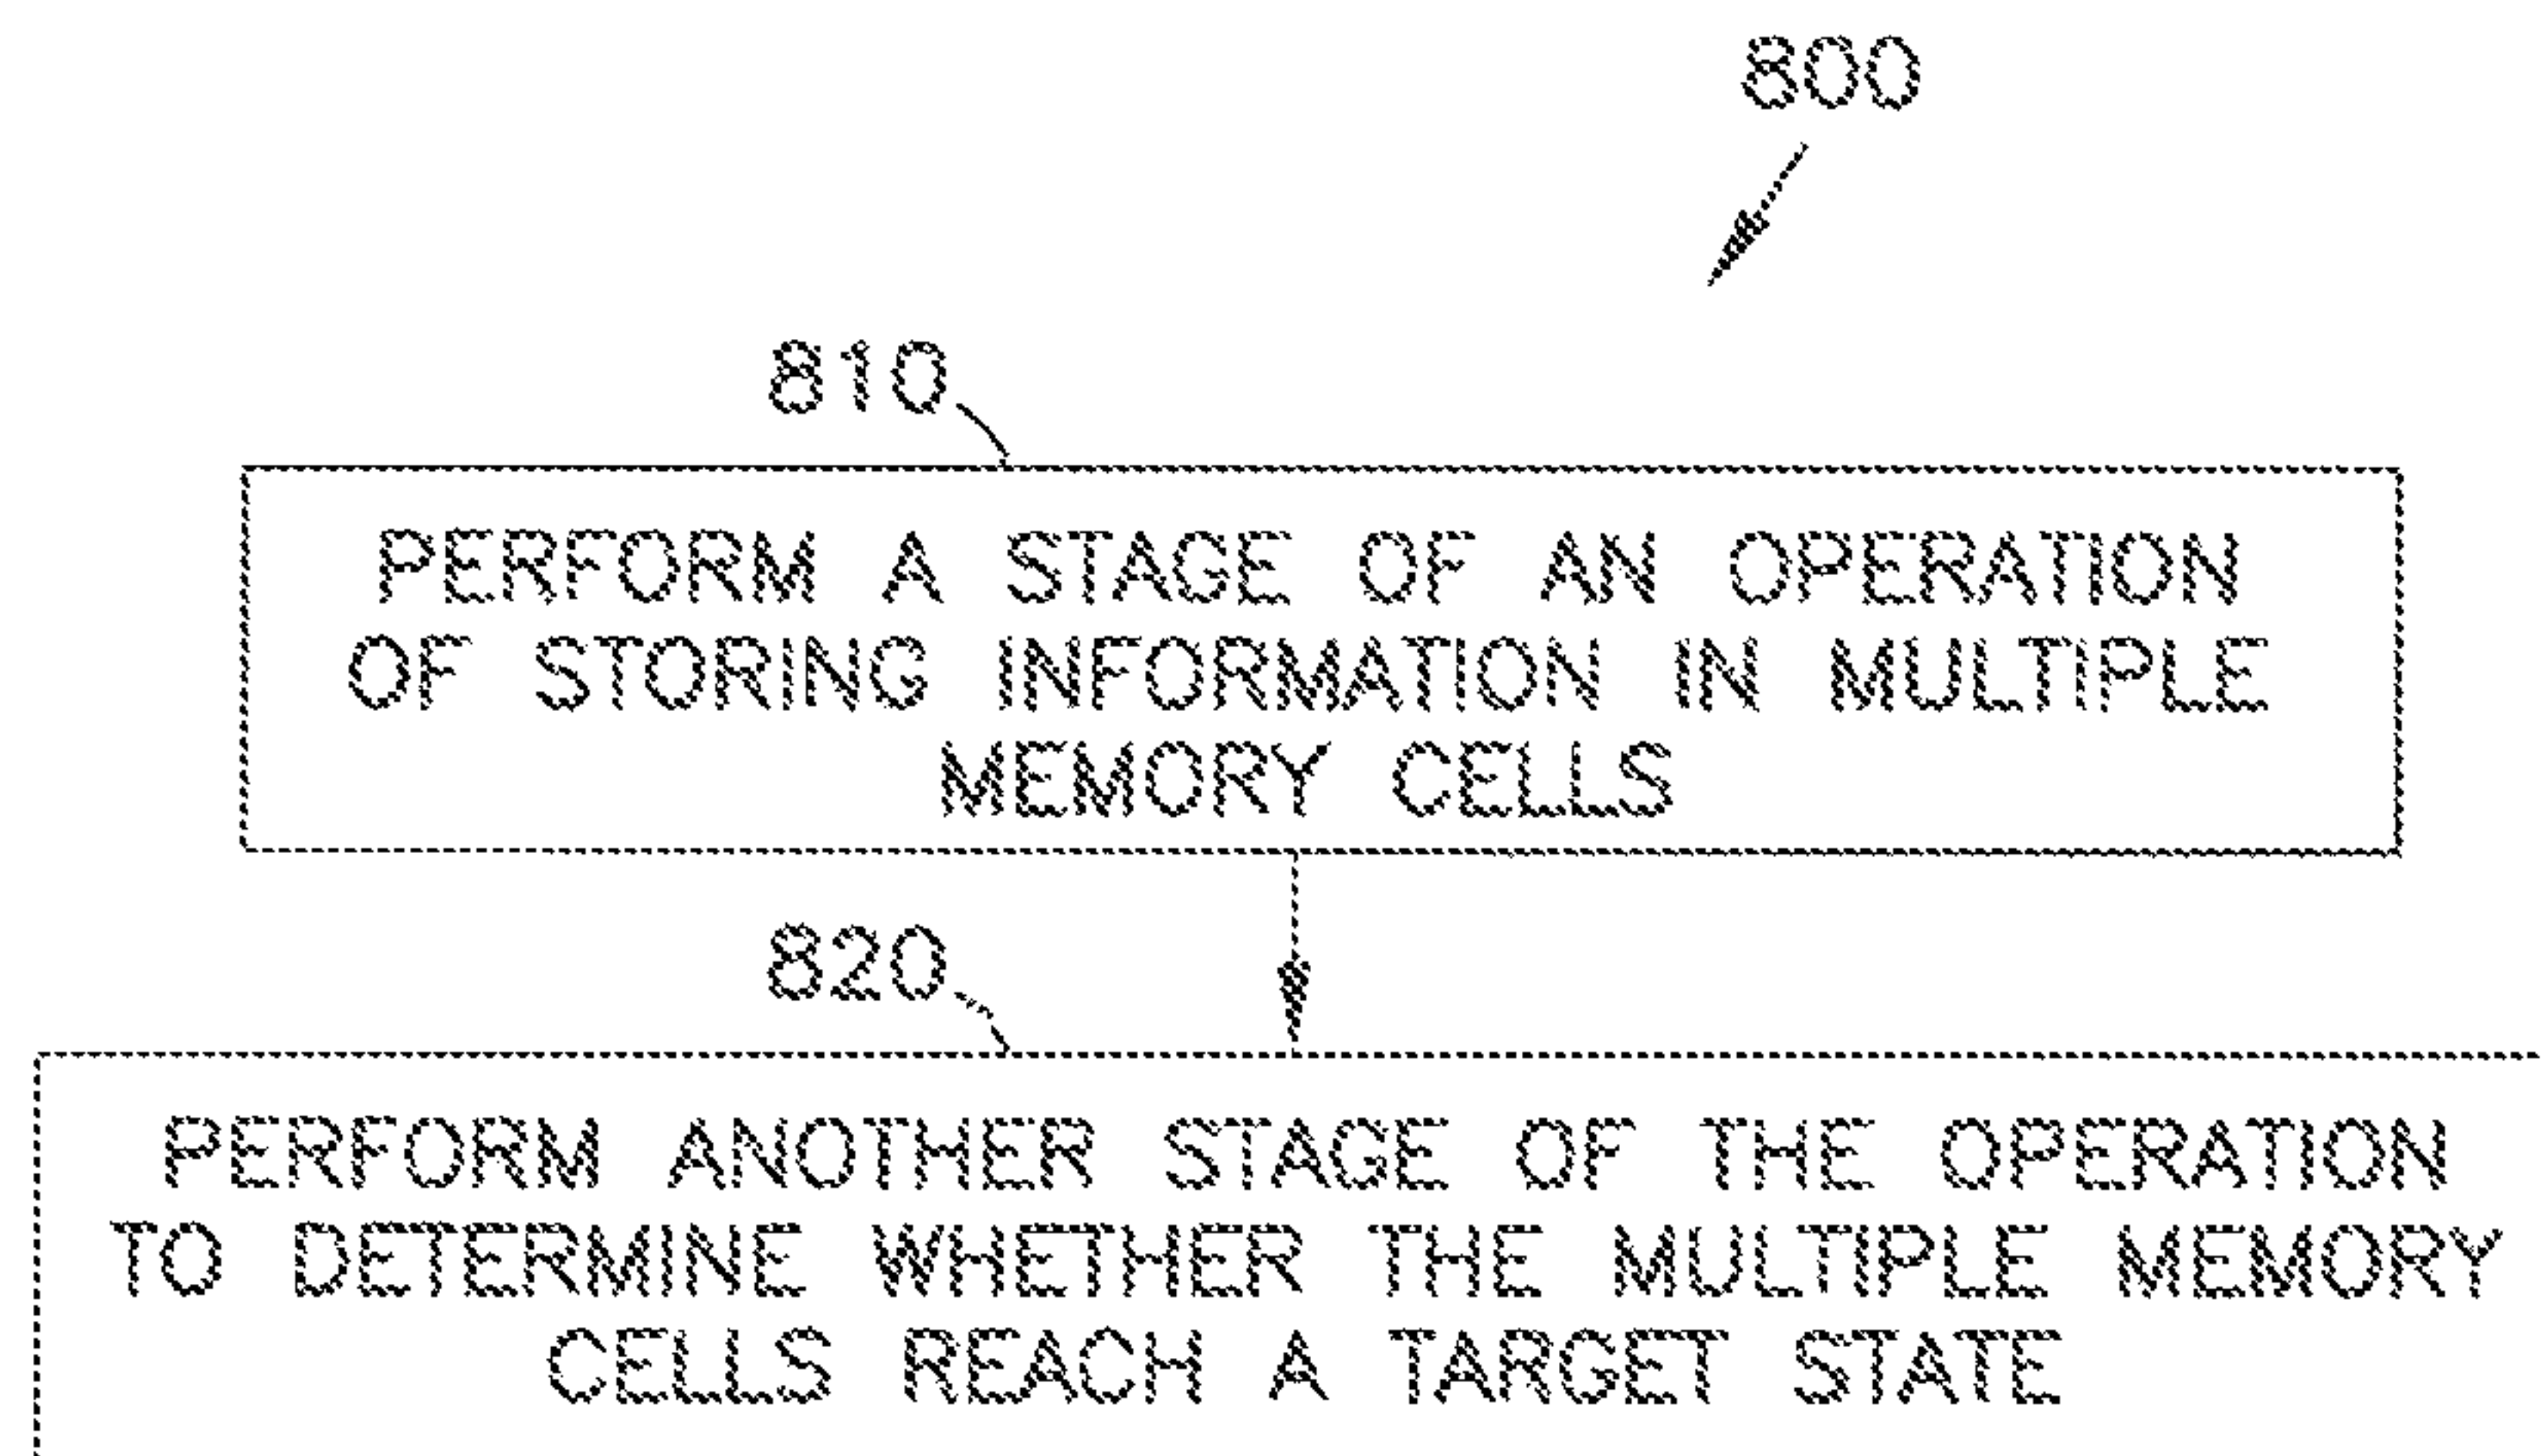 800
810
PERFORM A STAGE OF AN OPERATION
OF STORING INFORMATION IN MULTIPLE
MEMORY CELLS
820
PERFORM ANOTHER STAGE OF THE OPERATION
TO DETERMINE WHETHER THE MULTIPLE MEMORY
CELLS REACH A TARGET STATE